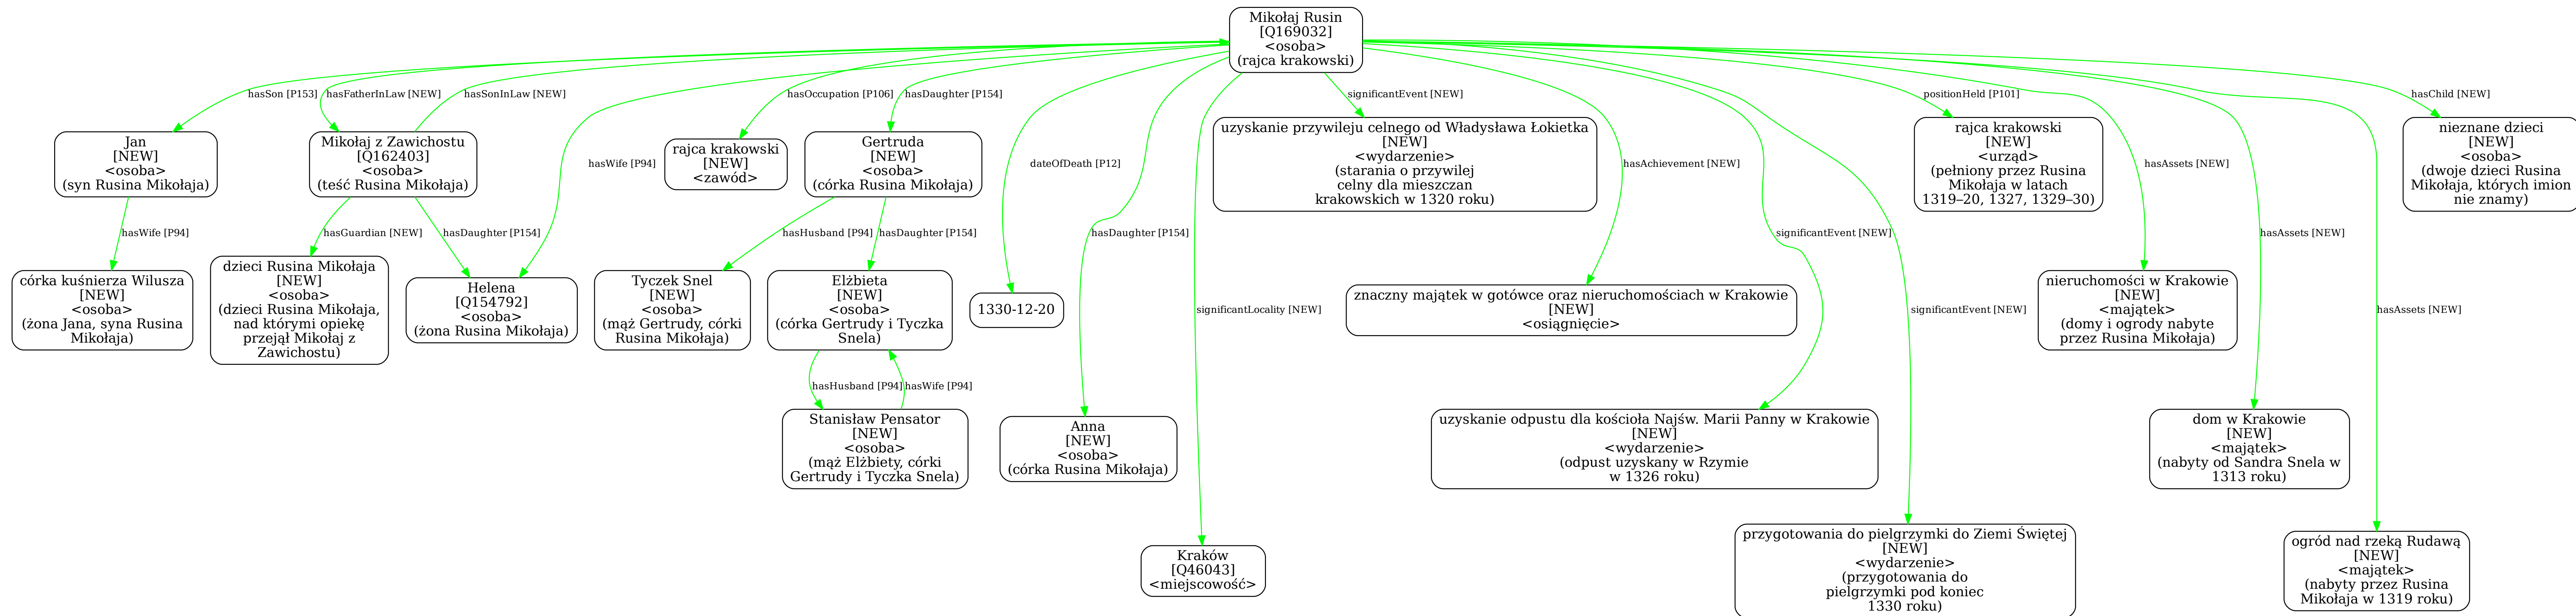 Mikołaj Rusin
[Q169032]
<osoba>
(rajca krakowski)
hasSon [P153]
hasFatherInLaw [NEW]
hasSonInLaw [NEW]
hasOccupation [P106]
hasDaughter [P154]
significantEvent [NEW]
positionHeld [P101]
hasChild [NEW]
Jan
[NEW]
<osoba>
(syn Rusina Mikołaja)
Mikołaj z Zawichostu
[Q162403]
<osoba>
(teść Rusina Mikołaja)
hasWife [P94]
rajca krakowski
[NEW]
<zawód>
Gertruda
[NEW]
<osoba>
(córka Rusina Mikołaja)
dateOfDeath [P12]
uzyskanie przywileju celnego od Władysława Łokietka
[NEW]
<wydarzenie>
(starania o przywilej
celny dla mieszczan
krakowskich w 1320 roku)
hasAchievement [NEW]
rajca krakowski
[NEW]
<urząd>
(pełniony przez Rusina
Mikołaja w latach
1319–20, 1327, 1329–30)
hasAssets [NEW]
nieznane dzieci
[NEW]
<osoba>
(dwoje dzieci Rusina
Mikołaja, których imion
nie znamy)
hasWife [P94]
hasGuardian [NEW]
hasDaughter [P154]
hasHusband [P94]
hasDaughter [P154]
hasDaughter [P154]
significantEvent [NEW]
hasAssets [NEW]
córka kuśnierza Wilusza
[NEW]
<osoba>
(żona Jana, syna Rusina
Mikołaja)
dzieci Rusina Mikołaja
[NEW]
<osoba>
(dzieci Rusina Mikołaja,
nad którymi opiekę
przejął Mikołaj z
Zawichostu)
Helena
[Q154792]
<osoba>
(żona Rusina Mikołaja)
Tyczek Snel
[NEW]
<osoba>
(mąż Gertrudy, córki
Rusina Mikołaja)
Elżbieta
[NEW]
<osoba>
(córka Gertrudy i Tyczka
Snela)
1330-12-20
significantLocality [NEW]
znaczny majątek w gotówce oraz nieruchomościach w Krakowie
[NEW]
<osiągnięcie>
significantEvent [NEW]
nieruchomości w Krakowie
[NEW]
<majątek>
(domy i ogrody nabyte
przez Rusina Mikołaja)
hasAssets [NEW]
hasHusband [P94]
hasWife [P94]
Stanisław Pensator
[NEW]
<osoba>
(mąż Elżbiety, córki
Gertrudy i Tyczka Snela)
Anna
[NEW]
<osoba>
(córka Rusina Mikołaja)
uzyskanie odpustu dla kościoła Najśw. Marii Panny w Krakowie
[NEW]
<wydarzenie>
(odpust uzyskany w Rzymie
w 1326 roku)
dom w Krakowie
[NEW]
<majątek>
(nabyty od Sandra Snela w
1313 roku)
Kraków
[Q46043]
<miejscowość>
przygotowania do pielgrzymki do Ziemi Świętej
[NEW]
<wydarzenie>
(przygotowania do
pielgrzymki pod koniec
1330 roku)
ogród nad rzeką Rudawą
[NEW]
<majątek>
(nabyty przez Rusina
Mikołaja w 1319 roku)